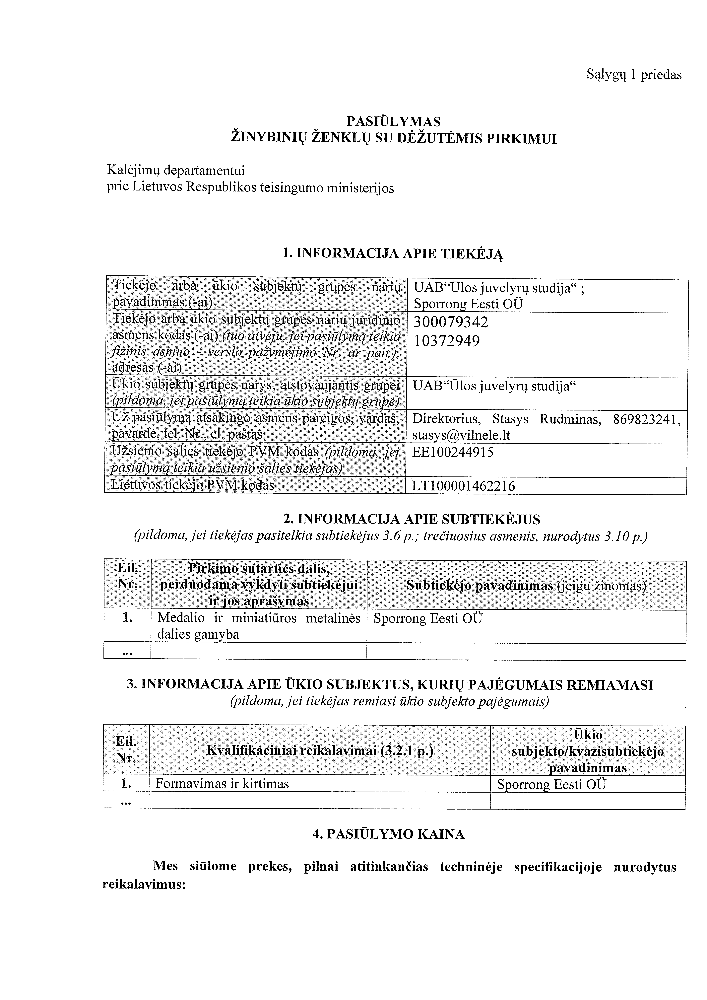 Sąlygų 1 priedas
PASIŪLYMAS
ŽINYBINIŲ ŽENKLŲ SU DĖŽUTĖMIS PIRKIMUI
Kalėjimų departamentui
prie Lietuvos Respublikos teisingumo ministerijos
1. INFORMACIJA APIE TIEKĖJĄ
Tiekėjo arba ūkio subjektų grupės narių
pavadinimas (-ai)
UAB“Ūlos juvelyrų studija“ ;
Sporrong Eesti OÜ
Tiekėjo arba ūkio subjektų grupės narių juridinio
asmens kodas (-ai) (tuo atveju, jei pasiūlymą teikia
fizinis asmuo - verslo pažymėjimo Nr. ar pan.),
adresas (-ai)
300079342
10372949
Ūkio subjektų grupės narys, atstovaujantis grupei
(pildoma, jei pasiūlymą teikia ūkio subjektų grupė)
UAB“Ūlos juvelyrų studija“
Už pasiūlymą atsakingo asmens pareigos, vardas,
pavardė, tel. Nr., el. paštas
Direktorius, Stasys Rudminas, 869823241,
stasys@vilnele.lt
Užsienio šalies tiekėjo PVM kodas (pildoma, jei
pasiūlymą teikia užsienio šalies tiekėjas)
EE100244915
Lietuvos tiekėjo PVM kodas
LT100001462216
2. INFORMACIJA APIE SUBTIEKĖJUS
(pildoma, jei tiekėjas pasitelkia subtiekėjus 3.6 p.; trečiuosius asmenis, nurodytus 3.10 p.)
Eil.
Nr.
Pirkimo sutarties dalis,
perduodama vykdyti subtiekėjui
ir jos aprašymas
Subtiekėjo pavadinimas (jeigu žinomas)
1.
Medalio ir miniatiūros metalinės
dalies gamyba
Sporrong Eesti OÜ
...
3. INFORMACIJA APIE ŪKIO SUBJEKTUS, KURIŲ PAJĖGUMAIS REMIAMASI
(pildoma, jei tiekėjas remiasi ūkio subjekto pajėgumais)
Eil.
Nr.
Kvalifikaciniai reikalavimai (3.2.1 p.)
Ūkio
subjekto/kvazisubtiekėjo
pavadinimas
1.
Formavimas ir kirtimas
Sporrong Eesti OÜ
...
4. PASIŪLYMO KAINA
Mes siūlome prekes, pilnai atitinkančias techninėje specifikacijoje nurodytus
reikalavimus: